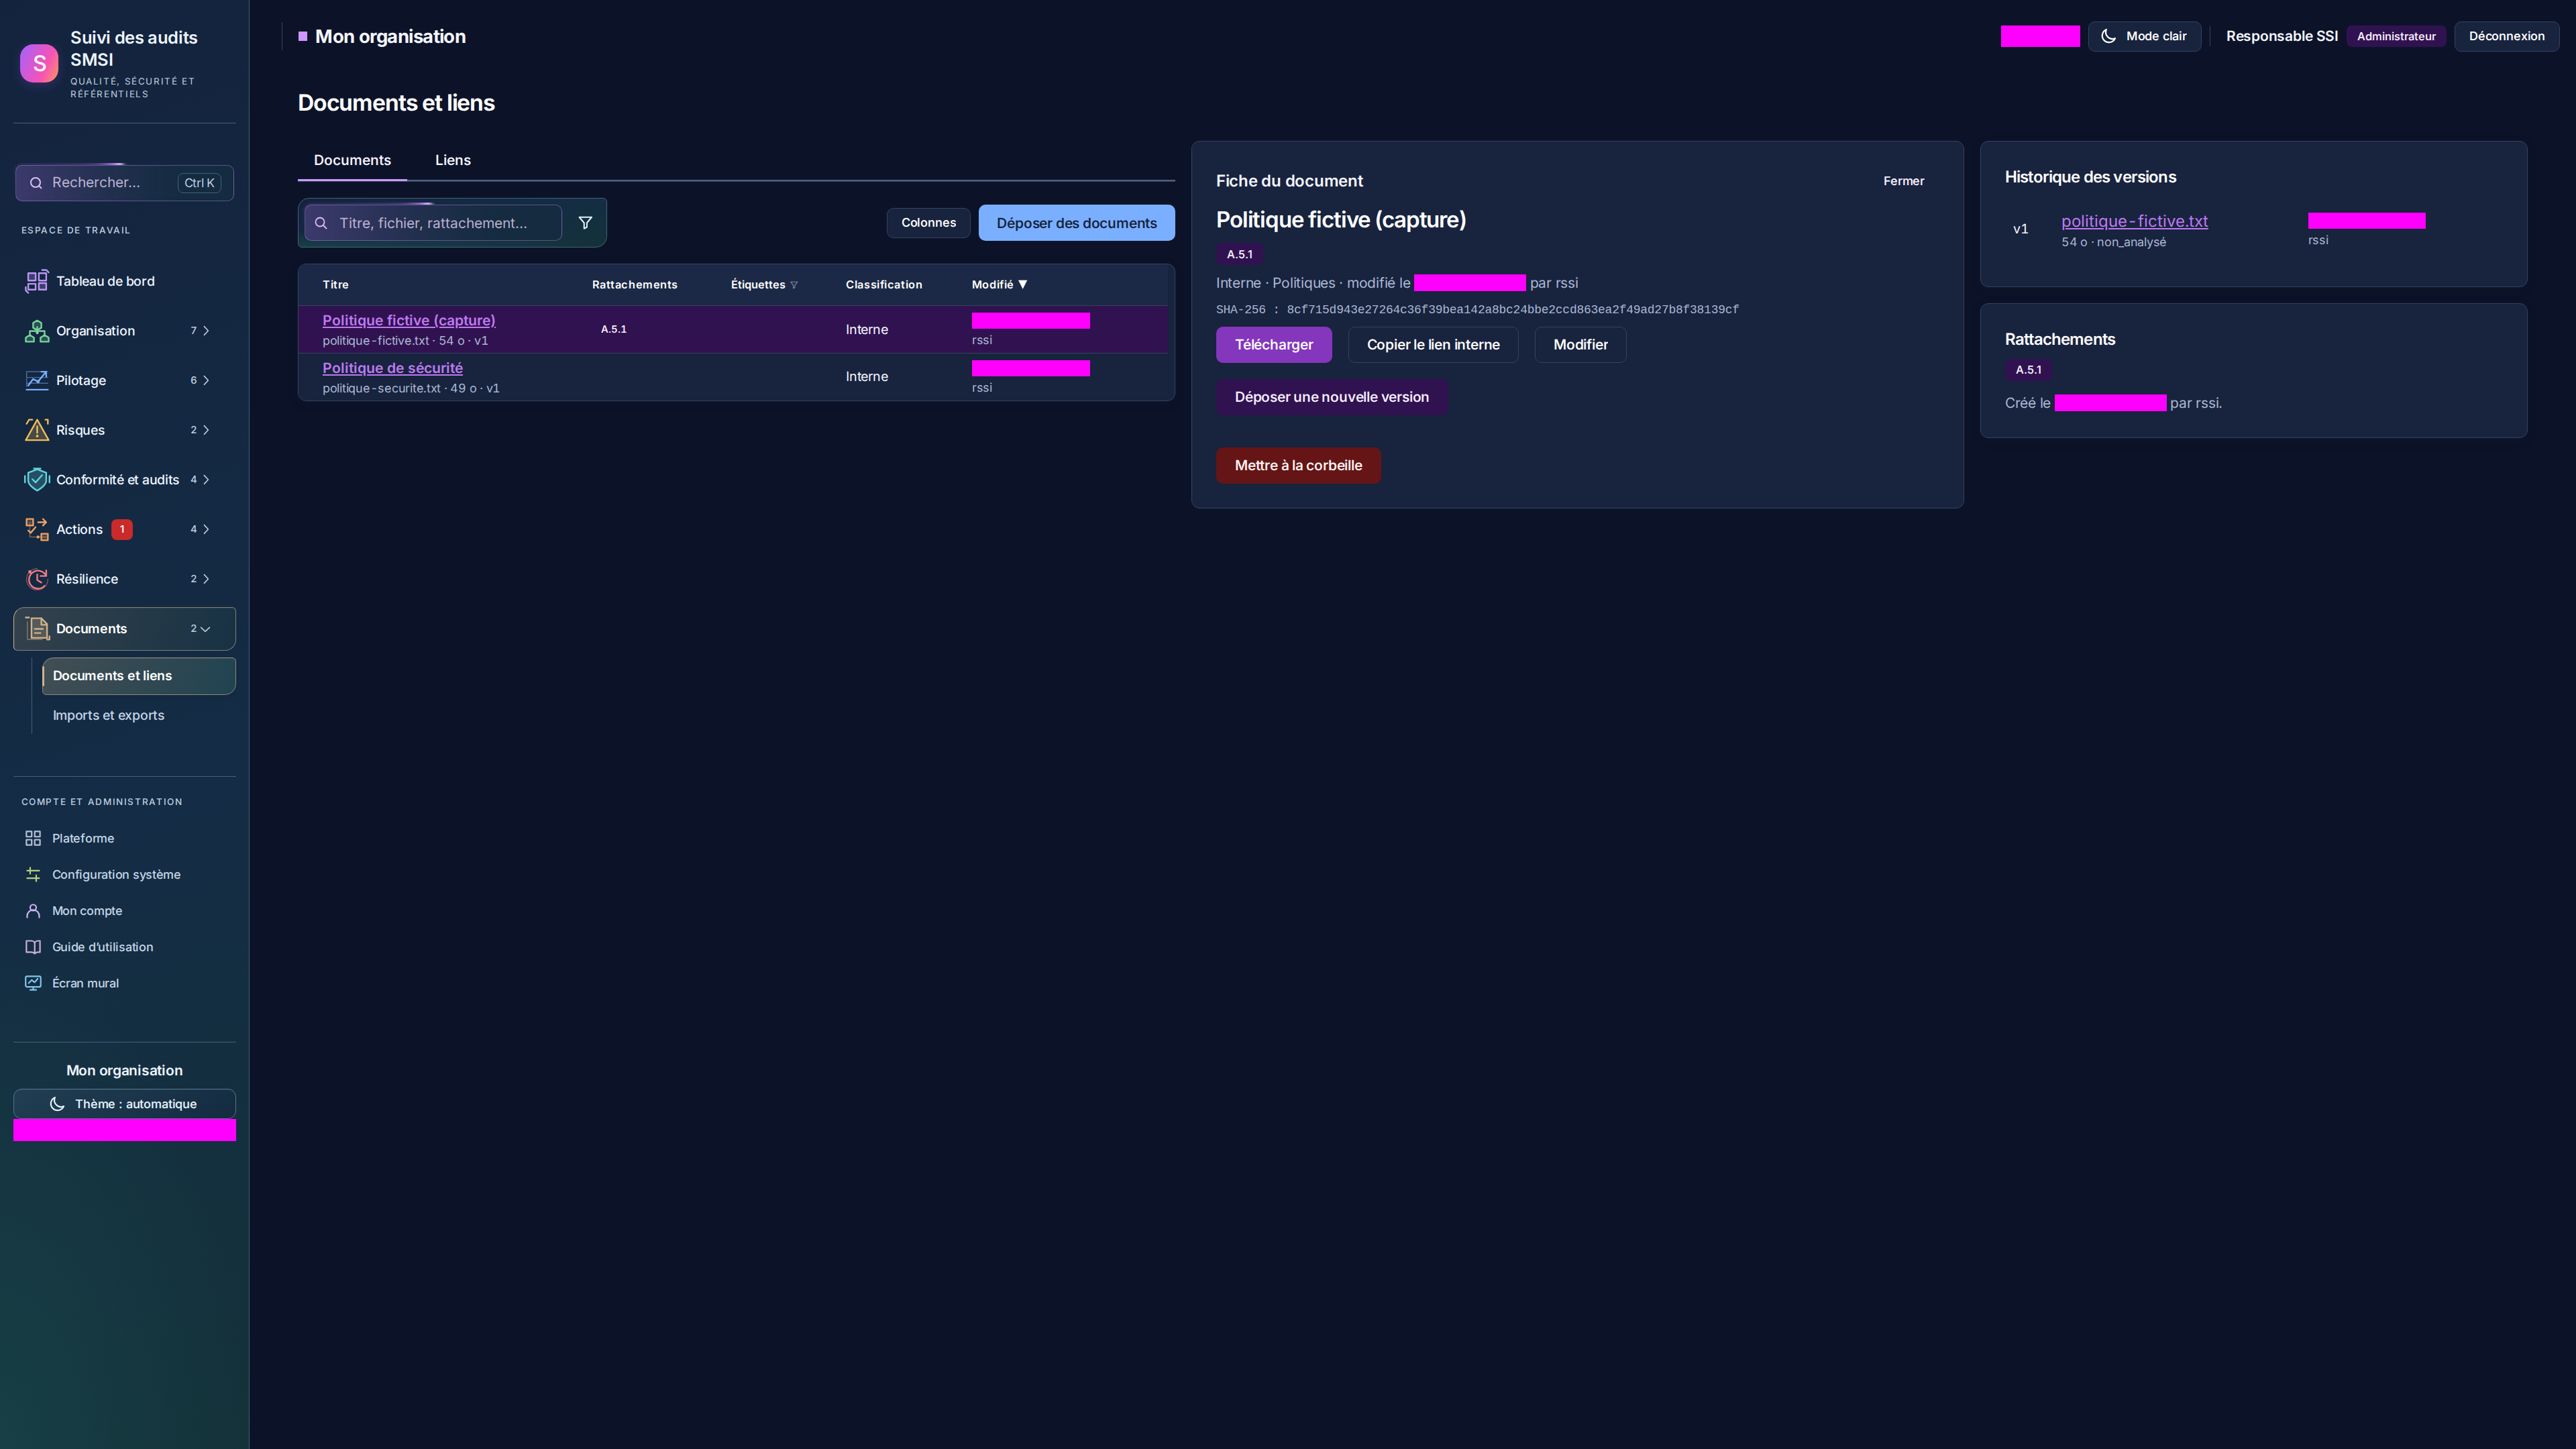 S
Suivi des audits
SMSI
QUALITÉ, SÉCURITÉ ET
RÉFÉRENTIELS
Rechercher...
Ctrl K
ESPACE DE TRAVAIL
Tableau de bord
Organisation 7
Pilotage 6
Risques 2
Conformité et audits 4
Actions 1 4
Résilience 2
Documents 2
Documents et liens
Imports et exports
COMPTE ET ADMINISTRATION
Plateforme
Configuration système
Mon compte
Guide d'utilisation
Écran mural
Mon organisation
Thème : automatique
Mon organisation
Mode clair
Responsable SSI
Administrateur
Déconnexion
Documents et liens
Documents
Liens
Titre, fichier, rattachement...
Colonnes
Déposer des documents
Titre Rattachements Étiquettes Classification Modifié ▼
Politique fictive (capture) A.5.1 Interne
politique-fictive.txt · 54 o · v1 rssi
Politique de sécurité Interne
politique-securite.txt · 49 o · v1 rssi
Fiche du document
Fermer
Politique fictive (capture)
A.5.1
Interne · Politiques · modifié le par rssi
SHA-256 : 8cf715d943e27264c36f39bea142a8bc24bbe2ccd863ea2f49ad27b8f38139cf
Télécharger
Copier le lien interne
Modifier
Déposer une nouvelle version
Mettre à la corbeille
Historique des versions
v1 politique-fictive.txt
54 o · non_analysé rssi
Rattachements
A.5.1
Créé le par rssi.